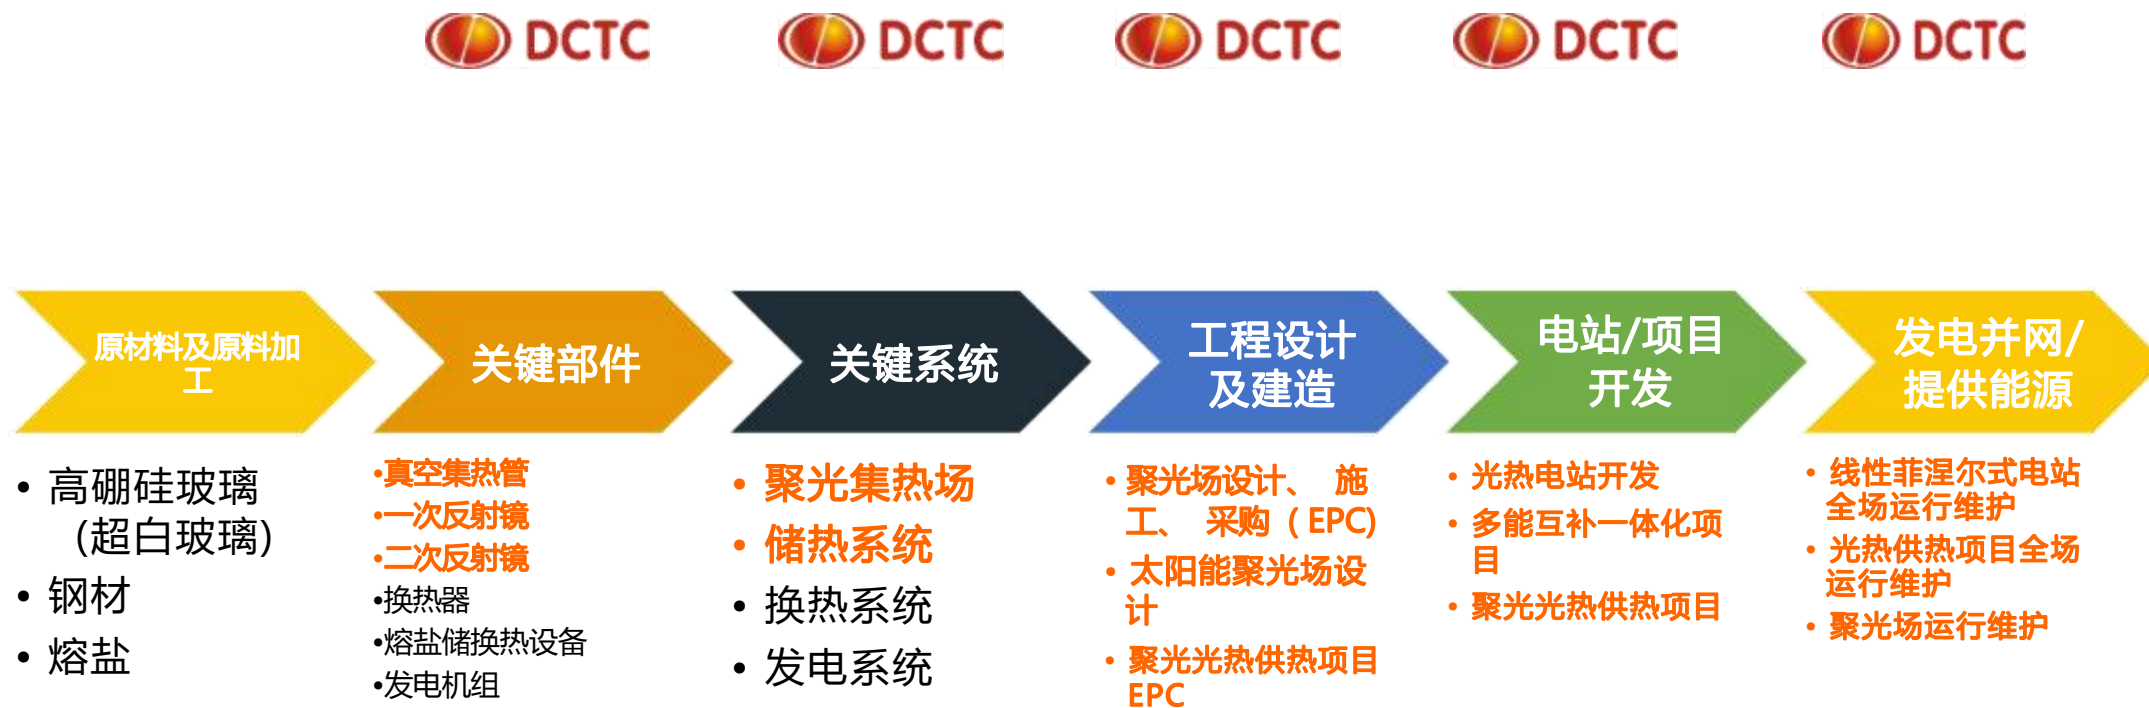 DCTC
DCTC
DCTC
DCTC
DCTC
原材料及原料加
工
• 高硼硅玻璃
(超白玻璃)
• 钢材
• 熔盐
关键部件
•真空集热管
•一次反射镜
•二次反射镜
•换热器
•熔盐储换热设备
•发电机组
关键系统
• 聚光集热场
• 储热系统
• 换热系统
• 发电系统
工程设计
及建造
• 聚光场设计、 施
工、 采购 ( EPC)
• 太阳能聚光场设
计
• 聚光光热供热项目
EPC
电站/项目
开发
• 光热电站开发
• 多能互补一体化项
目
• 聚光光热供热项目
发电并网/
提供能源
• 线性菲涅尔式电站
全场运行维护
• 光热供热项目全场
运行维护
• 聚光场运行维护